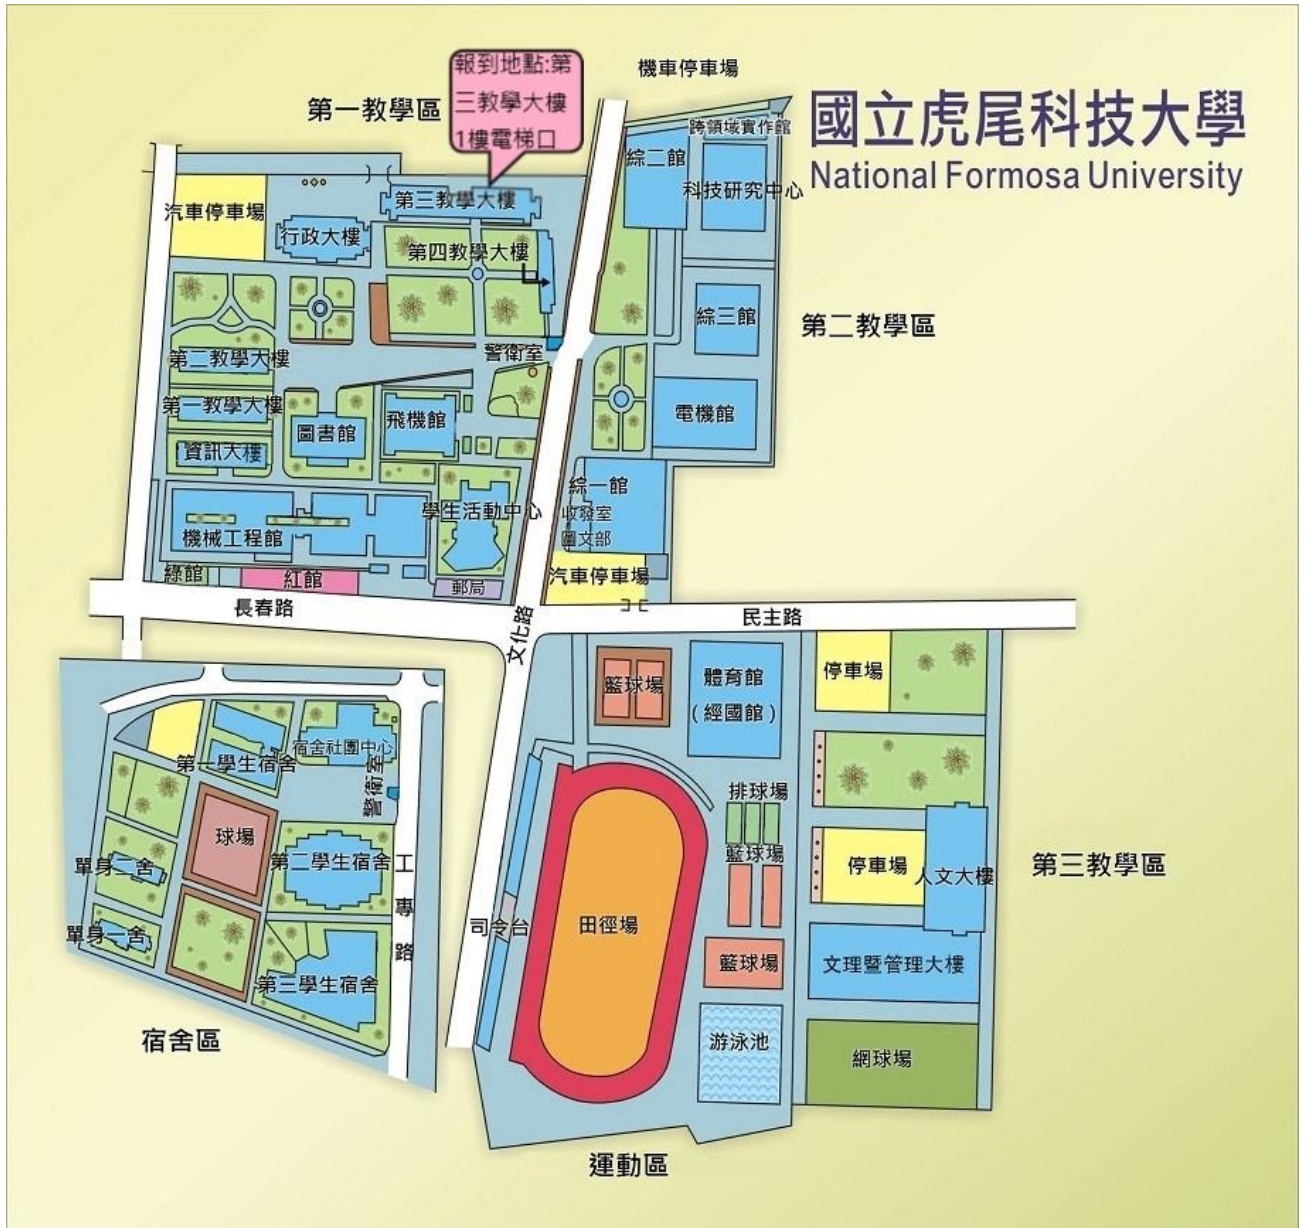 報到地點:第
三教學大樓
1樓電梯口
機車停車場
第一教學區
國立虎尾科技大學
National Formosa University
跨領域實作館
綜二館
科技研究中心
第三教學大樓
汽車停車場
行政大樓
第四教學大樓
綜三館
第二教學區
警衛室
第二教學大樓
第一教學大樓
飛機館
電機館
圖書館
資訊大樓
綜一館
收發室
圖文部
學生活動中心
機械工程館
綠館
紅館
郵局
汽車停車場
長春路
文化路
民主路
籃球場
體育館
(經國館)
停車場
第一學生宿舍
宿舍社團中心
警衛室
排球場
球場
籃球場
第二學生宿舍
單身二舍
工專路
停車場
人文大樓
第三教學區
單身一舍
司令台
田徑場
籃球場
文理暨管理大樓
第三學生宿舍
游泳池
網球場
宿舍區
運動區